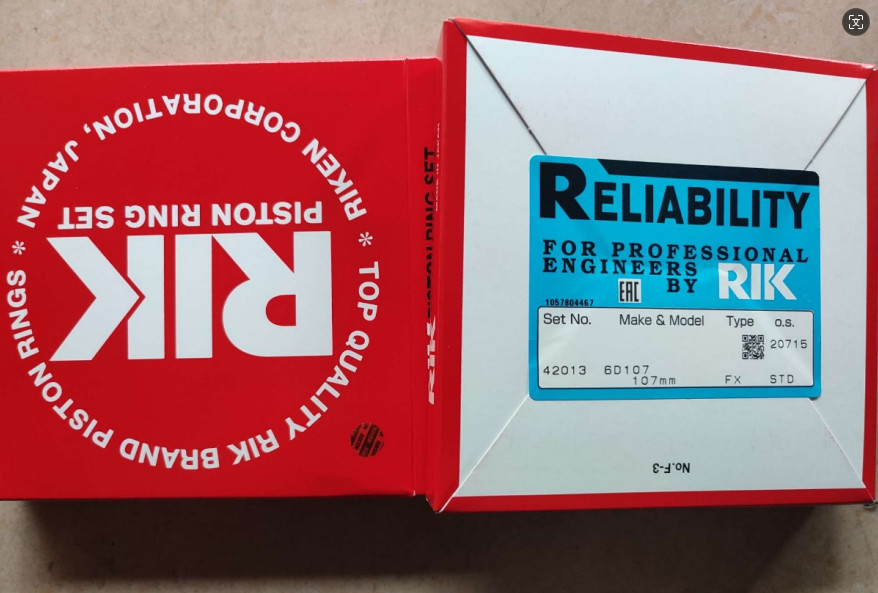 RIKEN CORPORATION, JAPAN
* TOP QUALITY RIK BRAND PISTON RINGS *
RIK
PISTON RING SET
RIK PISTON RING SET
RELIABILITY
FOR PROFESSIONAL
ENGINEERS
BY RIK
EAC
1057804467
Set No. Make & Model Type o.s.
20715
42013 6D107 107mm FX STD
No.F-3